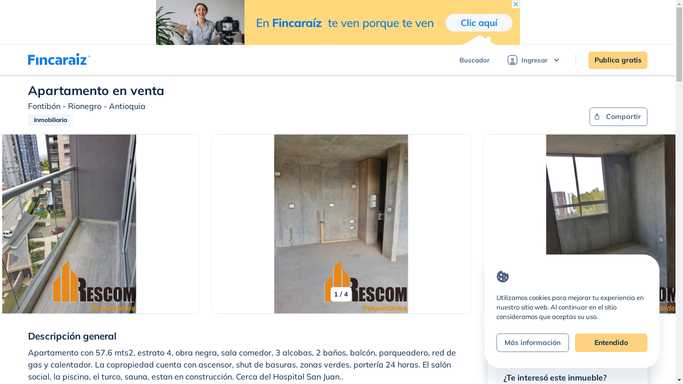 En Fincaraíz te ven porque te ven
Clic aquí
Fincaraiz
Buscador
Ingresar
Publica gratis
Apartamento en venta
Fontibón - Rionegro - Antioquia
Inmobiliaria
Compartir
RESCOM
1 / 4
RESCOM
RESCOM
Utilizamos cookies para mejorar tu experiencia en
nuestro sitio web. Al continuar en el sitio
consideramos que aceptas su uso.
Más información
Entendido
Descripción general
Apartamento con 57.6 mts2, estrato 4, obra negra, sala comedor, 3 alcobas, 2 baños, balcón, parqueadero, red de
gas y calentador. La copropiedad cuenta con ascensor, shut de basuras, zonas verdes, portería 24 horas. El salón
social, la piscina, el turco, sauna, estan en construcción. Cerca del Hospital San Juan..
¿Te interesó este inmueble?